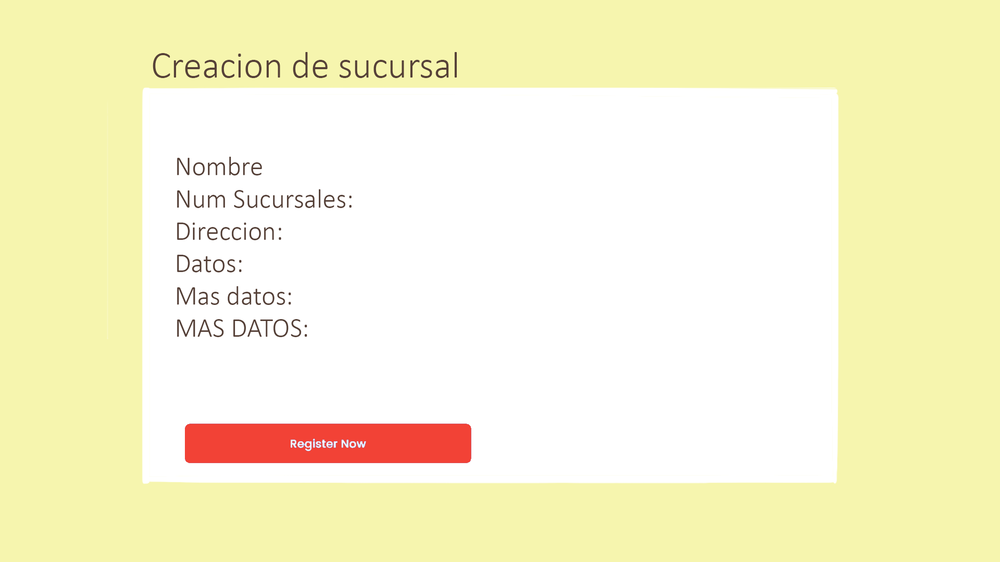 Creacion de sucursal
Nombre
Num Sucursales:
Direccion:
Datos:
Mas datos:
MAS DATOS:
Register Now